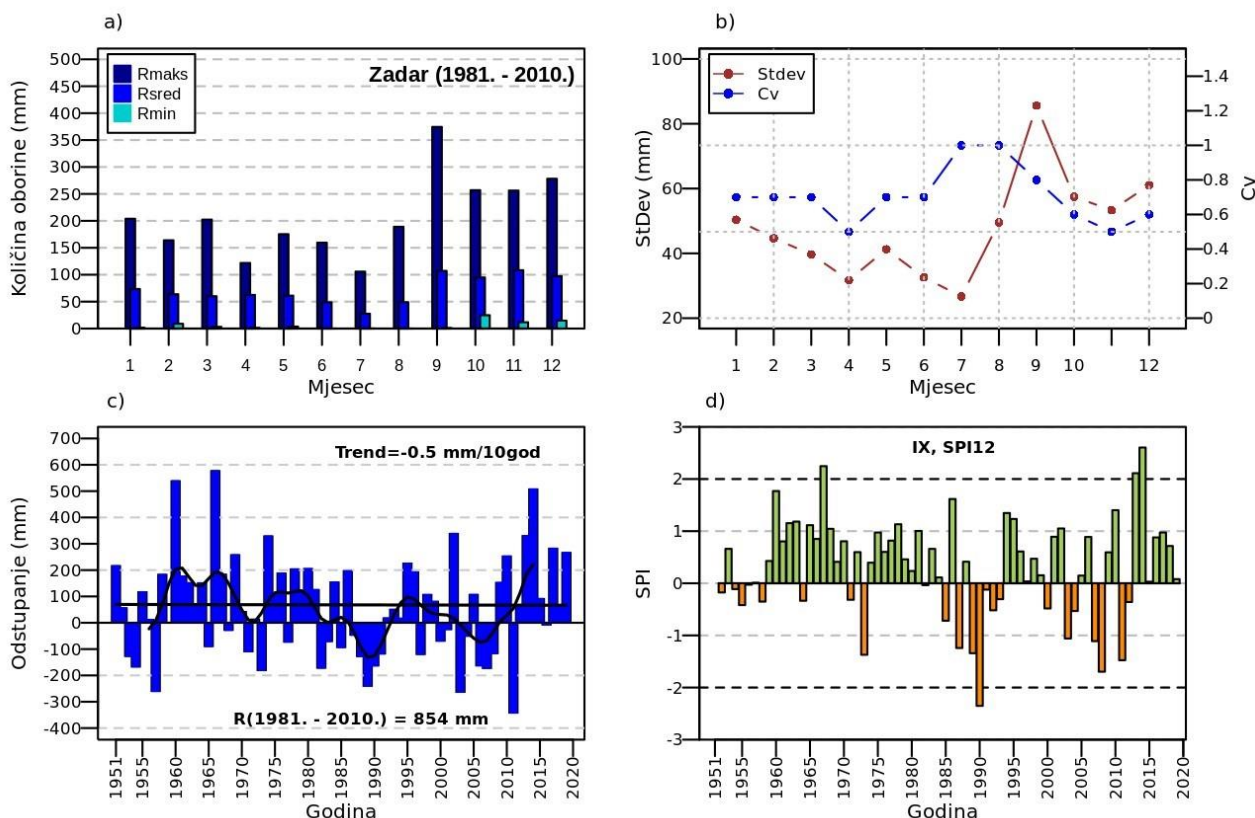 a)
Količina oborine (mm)
500
450
400
350
300
250
200
150
100
50
0
Rmaks
Rsred
Rmin
Zadar (1981. - 2010.)
1 2 3 4 5 6 7 8 9 10 11 12
Mjesec
b)
StDev (mm)
100
80
60
40
20
Stdev
Cv
1.4
1.2
1
0.8
0.6
0.4
0.2
0
Cv
1 2 3 4 5 6 7 8 9 10 12
Mjesec
c)
Odstupanje (mm)
700
600
500
400
300
200
100
0
-100
-200
-300
-400
Trend=-0.5 mm/10god
R(1981. - 2010.) = 854 mm
1951 1955 1960 1965 1970 1975 1980 1985 1990 1995 2000 2005 2010 2015 2020
Godina
d)
SPI
3
2
1
0
-1
-2
-3
IX, SPI12
1951 1955 1960 1965 1970 1975 1980 1985 1990 1995 2000 2005 2010 2015 2020
Godina